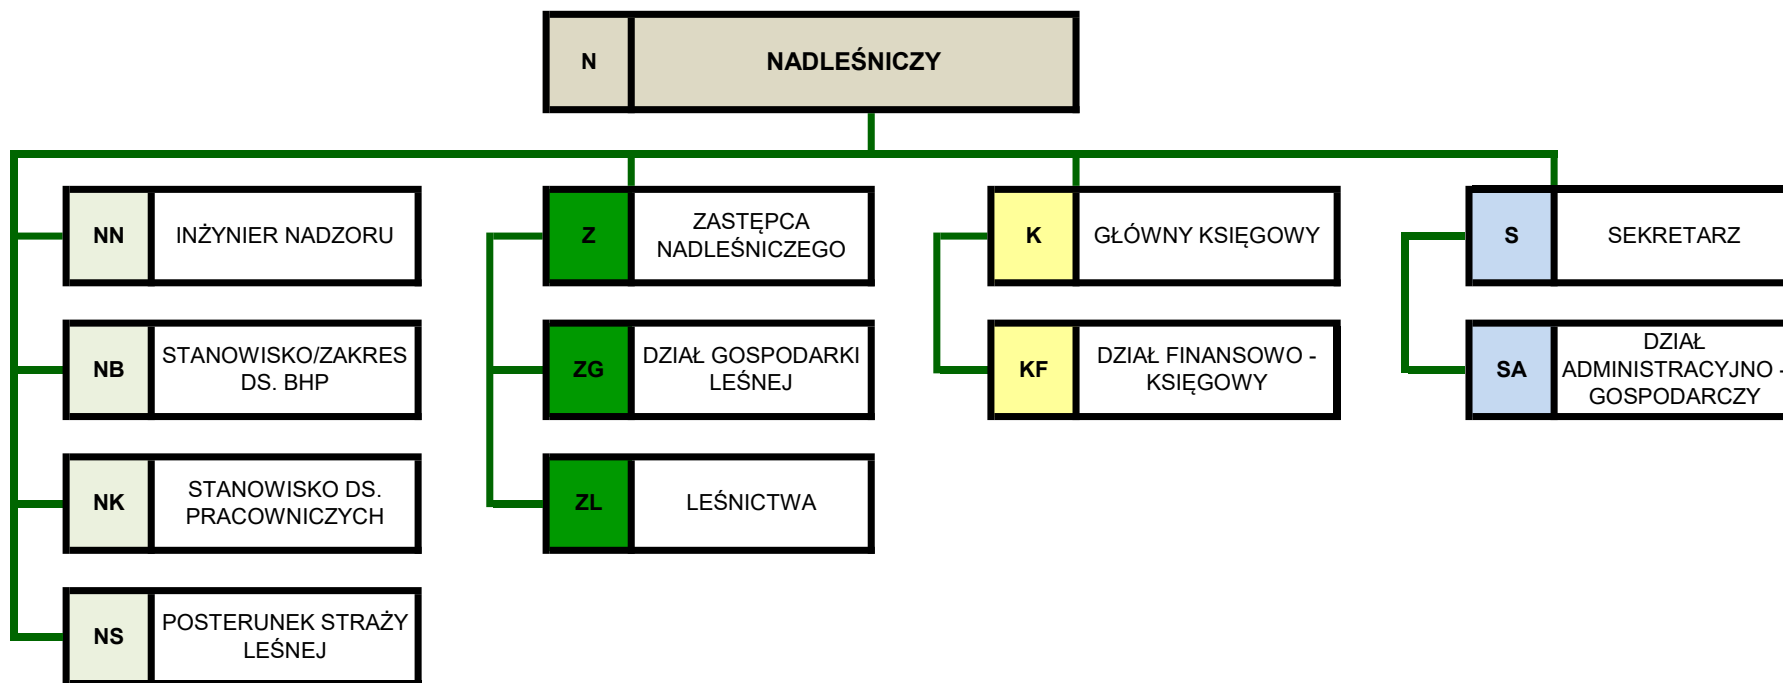 N
NADLEŚNICZY
NN
INŻYNIER NADZORU
Z
ZASTĘPCA
NADLEŚNICZEGO
K
GŁÓWNY KSIĘGOWY
S
SEKRETARZ
NB
STANOWISKO/ZAKRES
DS. BHP
ZG
DZIAŁ GOSPODARKI
LEŚNEJ
KF
DZIAŁ FINANSOWO -
KSIĘGOWY
SA
DZIAŁ
ADMINISTRACYJNO -
GOSPODARCZY
NK
STANOWISKO DS.
PRACOWNICZYCH
ZL
LEŚNICTWA
NS
POSTERUNEK STRAŻY
LEŚNEJ